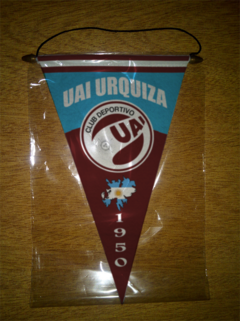 UAI URQUIZA
CLUB DEPORTIVO
UAI
1950